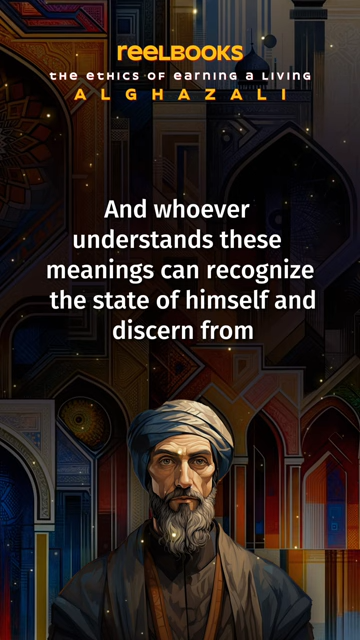 reelBOOKS
the ethics of earning a living
ALGHAZALI
And whoever
understands these
meanings can recognize
the state of himself and
discern from